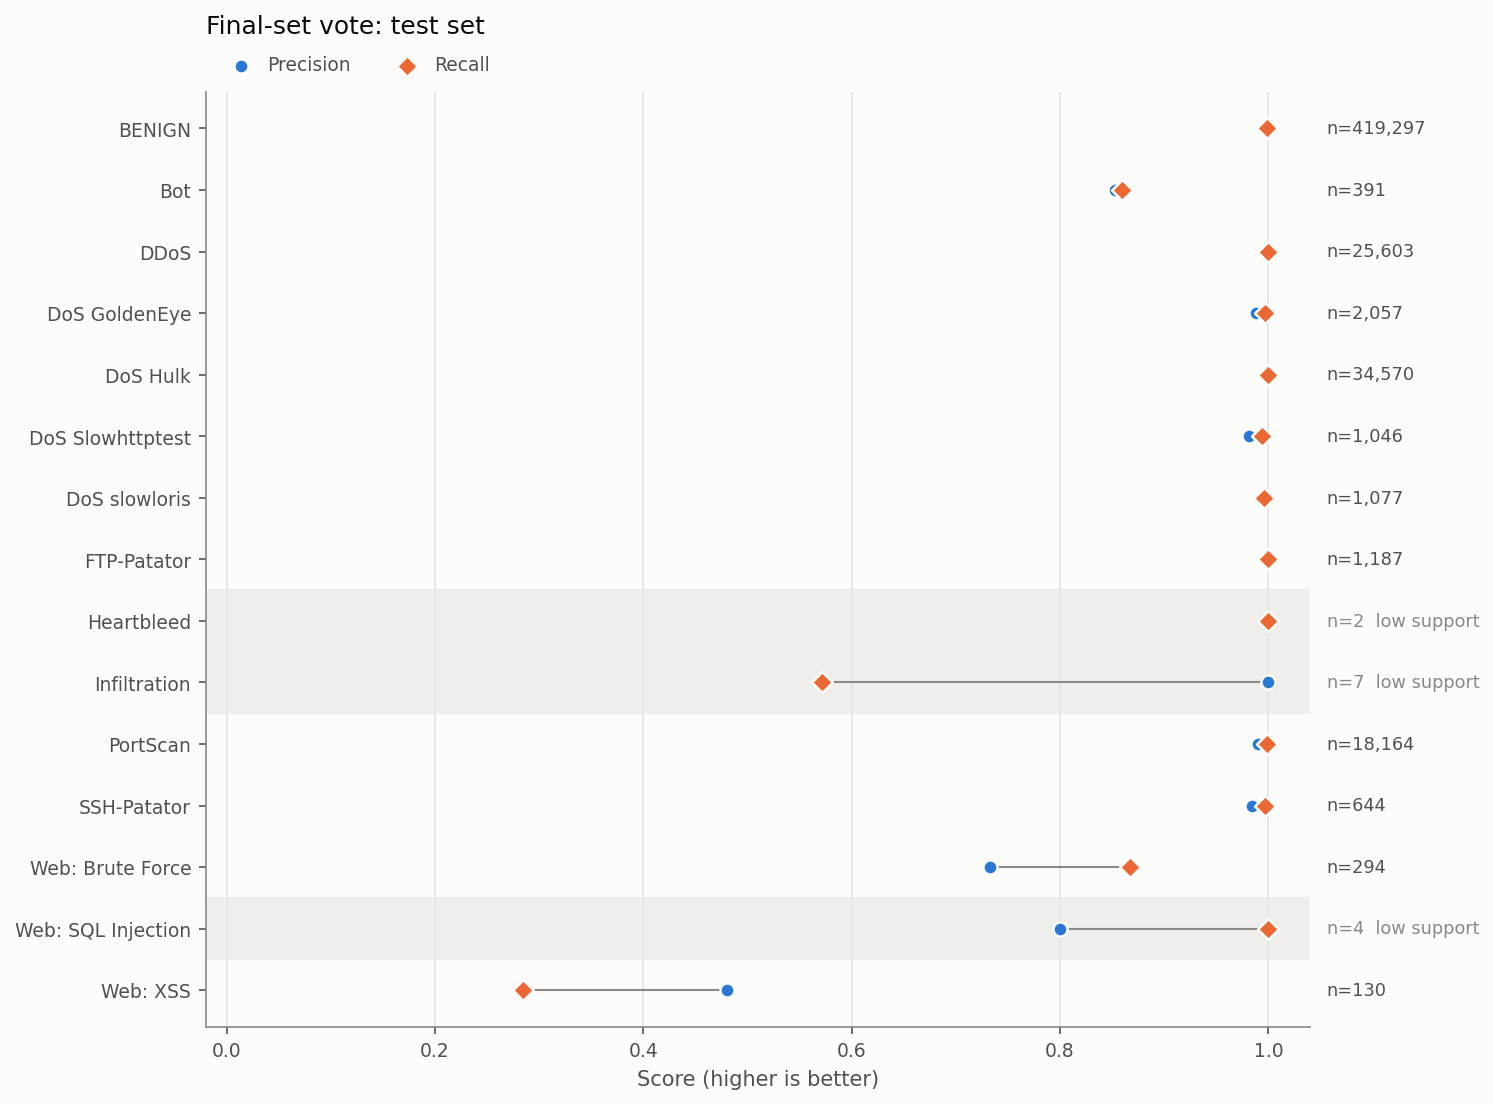 Final-set vote: test set
Precision Recall
BENIGN n=419,297
Bot n=391
DDoS n=25,603
DoS GoldenEye n=2,057
DoS Hulk n=34,570
DoS Slowhttptest n=1,046
DoS slowloris n=1,077
FTP-Patator n=1,187
Heartbleed n=2 low support
Infiltration n=7 low support
PortScan n=18,164
SSH-Patator n=644
Web: Brute Force n=294
Web: SQL Injection n=4 low support
Web: XSS n=130
0.0 0.2 0.4 0.6 0.8 1.0
Score (higher is better)